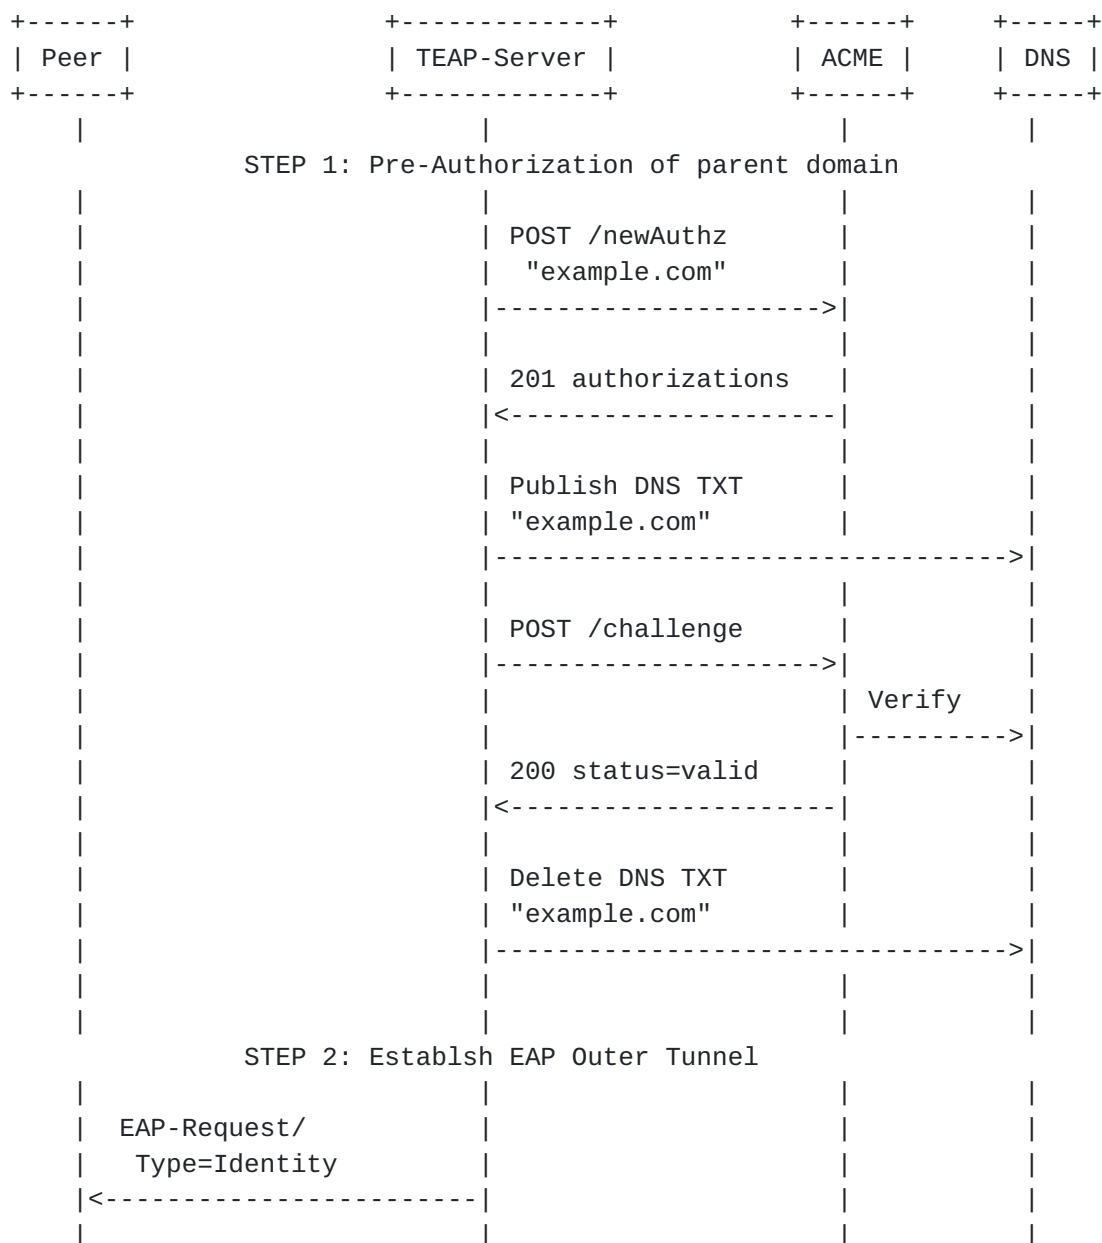 Peer TEAP-Server ACME DNS
STEP 1: Pre-Authorization of parent domain
POST /newAuthz
"example.com"
201 authorizations
Publish DNS TXT
"example.com"
POST /challenge
Verify
200 status=valid
Delete DNS TXT
"example.com"
STEP 2: Establsh EAP Outer Tunnel
EAP-Request/
Type=Identity